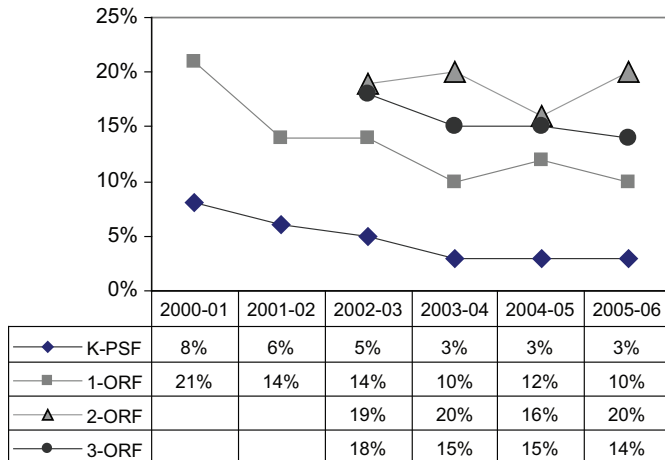 25%
20%
15%
10%
5%
0%
2000-01 2001-02 2002-03 2003-04 2004-05 2005-06
K-PSF 8% 6% 5% 3% 3% 3%
1-ORF 21% 14% 14% 10% 12% 10%
2-ORF 19% 20% 16% 20%
3-ORF 18% 15% 15% 14%